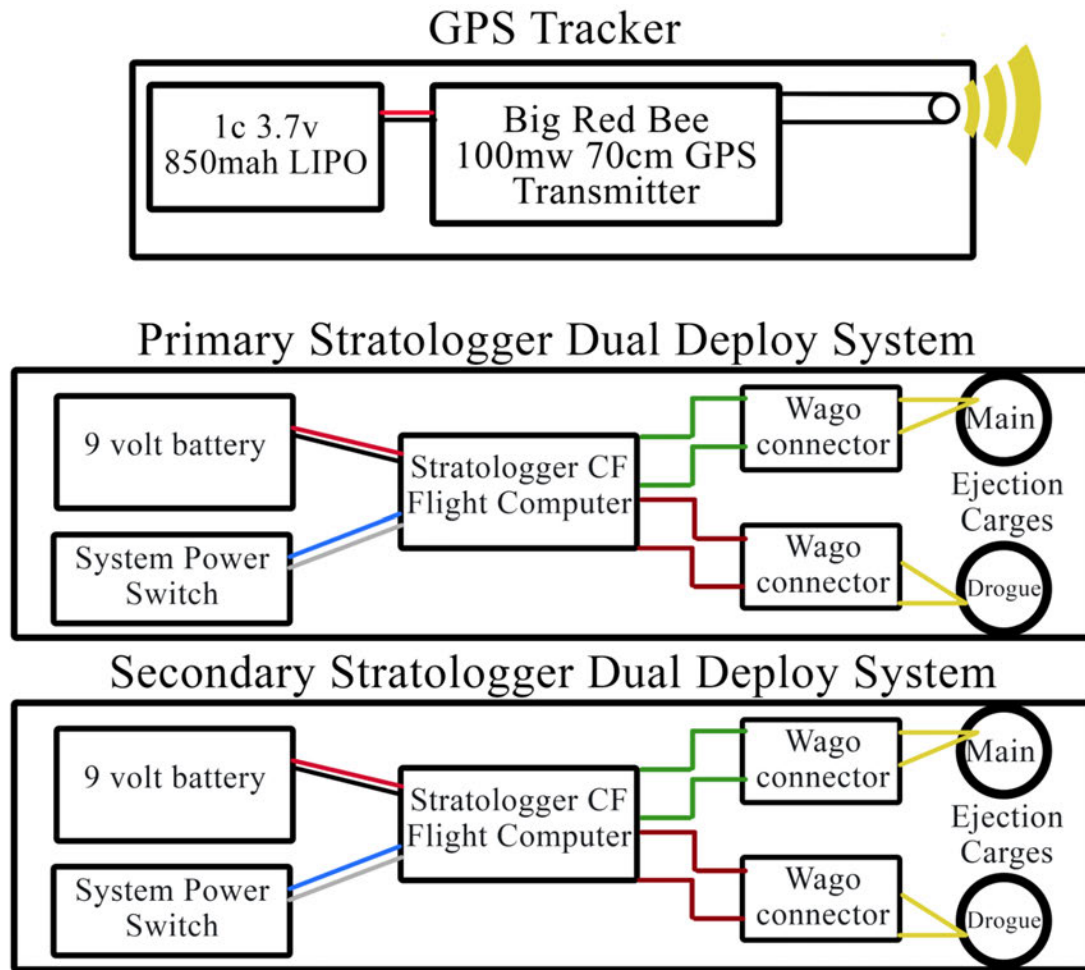 GPS Tracker
1c 3.7v
850mah LIPO
Big Red Bee
100mw 70cm GPS
Transmitter
Primary Stratologger Dual Deploy System
9 volt battery
System Power
Switch
Stratologger CF
Flight Computer
Wago
connector
Wago
connector
Main
Ejection
Carges
Drogue
Secondary Stratologger Dual Deploy System
9 volt battery
System Power
Switch
Stratologger CF
Flight Computer
Wago
connector
Wago
connector
Main
Ejection
Carges
Drogue